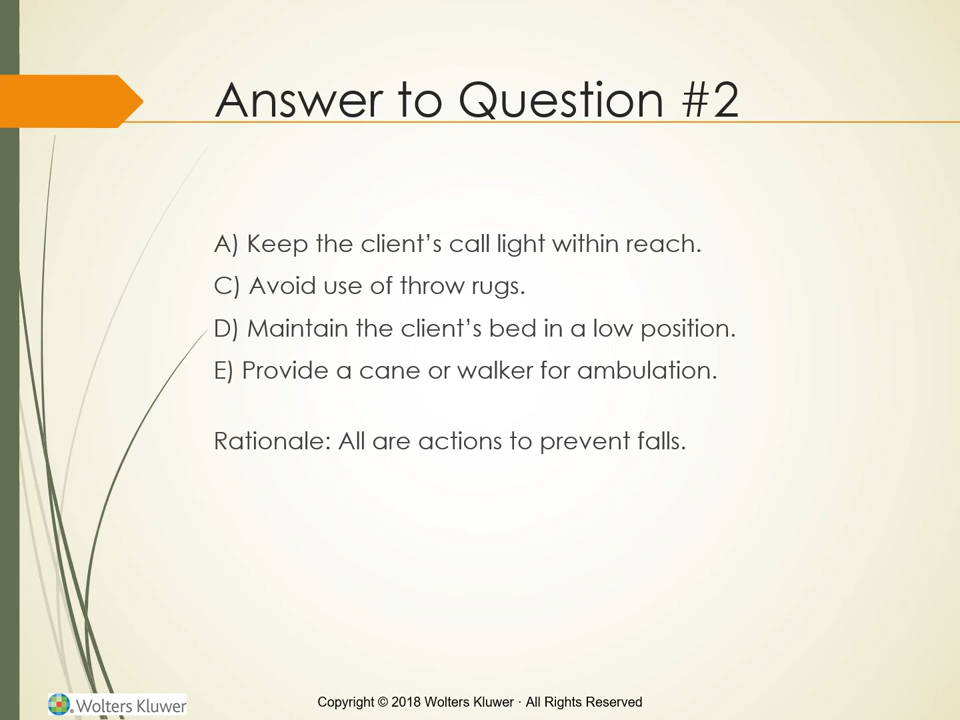 Answer to Question #2
A) Keep the client’s call light within reach.
C) Avoid use of throw rugs.
D) Maintain the client’s bed in a low position.
E) Provide a cane or walker for ambulation.
Rationale: All are actions to prevent falls.
Wolters Kluwer
Copyright © 2018 Wolters Kluwer · All Rights Reserved